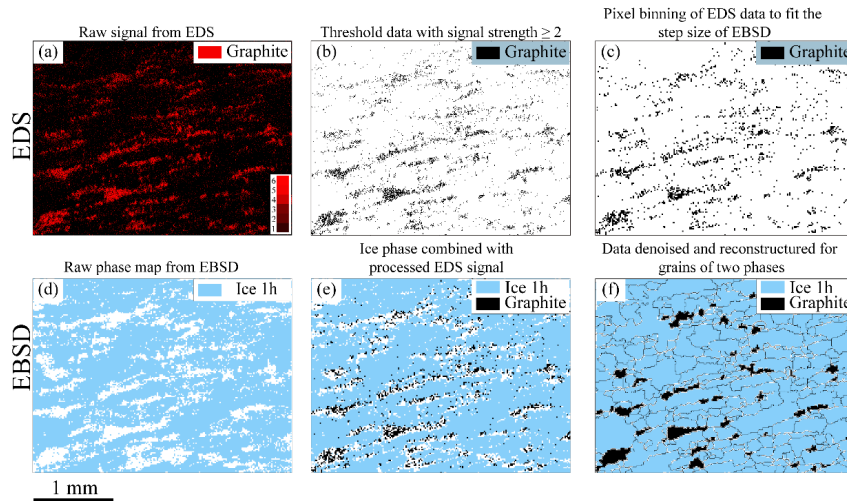 Raw signal from EDS
Threshold data with signal strength ≥ 2
Pixel binning of EDS data to fit the
step size of EBSD
EDS
(a)
Graphite
6
5
4
3
2
1
(b)
Graphite
(c)
Graphite
Raw phase map from EBSD
Ice phase combined with
processed EDS signal
Data denoised and reconstructured for
grains of two phases
EBSD
(d)
Ice 1h
(e)
Ice 1h
Graphite
(f)
Ice 1h
Graphite
1 mm